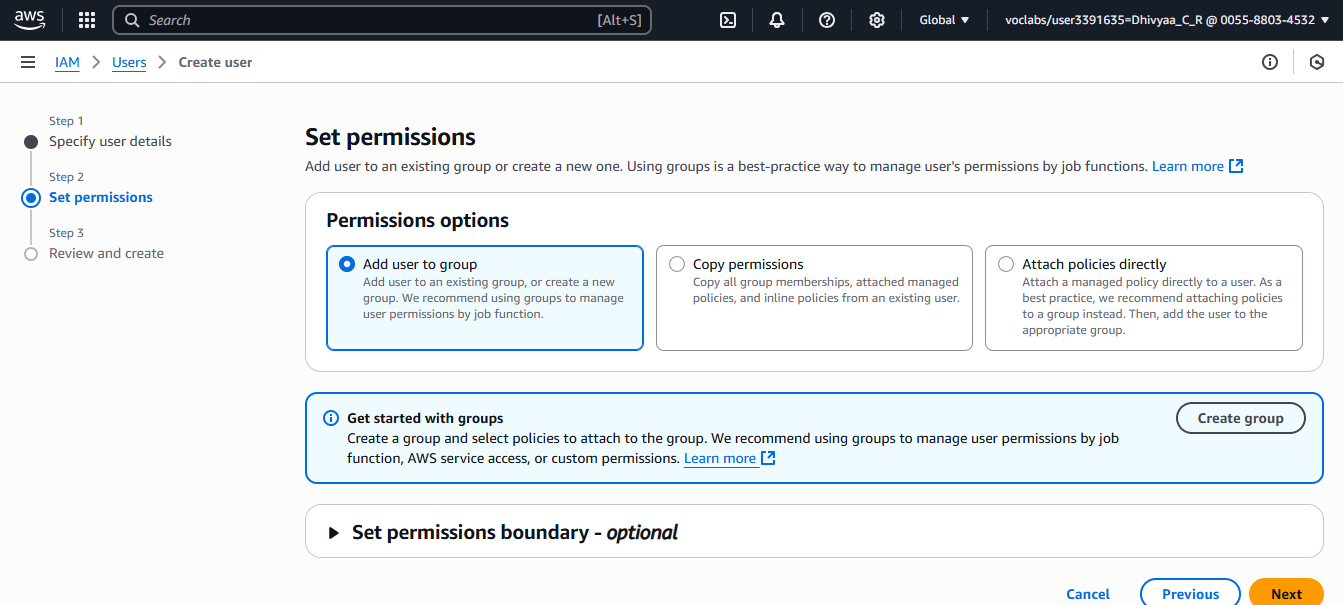 aws
Search
[Alt+S]
Global
voclabs/user3391635=Dhivyaa_C_R @ 0055-8803-4532
IAM
Users
Create user
Step 1
Specify user details
Step 2
Set permissions
Step 3
Review and create
Set permissions
Add user to an existing group or create a new one. Using groups is a best-practice way to manage user's permissions by job functions. Learn more
Permissions options
Add user to group
Add user to an existing group, or create a new
group. We recommend using groups to manage
user permissions by job function.
Copy permissions
Copy all group memberships, attached managed
policies, and inline policies from an existing user.
Attach policies directly
Attach a managed policy directly to a user. As a
best practice, we recommend attaching policies
to a group instead. Then, add the user to the
appropriate group.
Get started with groups
Create a group and select policies to attach to the group. We recommend using groups to manage user permissions by job
function, AWS service access, or custom permissions. Learn more
Create group
Set permissions boundary - optional
Cancel
Previous
Next